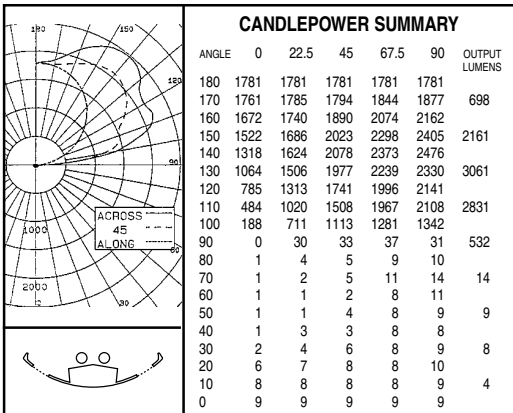 180
150
120
90
60
30
0
1000
2000
ACROSS
45
ALONG
CANDLEPOWER SUMMARY
ANGLE 0 22.5 45 67.5 90 OUTPUT LUMENS
180 1781 1781 1781 1781 1781
170 1761 1785 1794 1844 1877 698
160 1672 1740 1890 2074 2162
150 1522 1686 2023 2298 2405 2161
140 1318 1624 2078 2373 2476
130 1064 1506 1977 2239 2330 3061
120 785 1313 1741 1996 2141
110 484 1020 1508 1967 2108 2831
100 188 711 1113 1281 1342
90 0 30 33 37 31 532
80 1 4 5 9 10
70 1 2 5 11 14 14
60 1 1 2 8 11
50 1 1 4 8 9 9
40 1 3 3 8 8
30 2 4 6 8 9 8
20 6 7 8 8 10
10 8 8 8 8 9 4
0 9 9 9 9 9